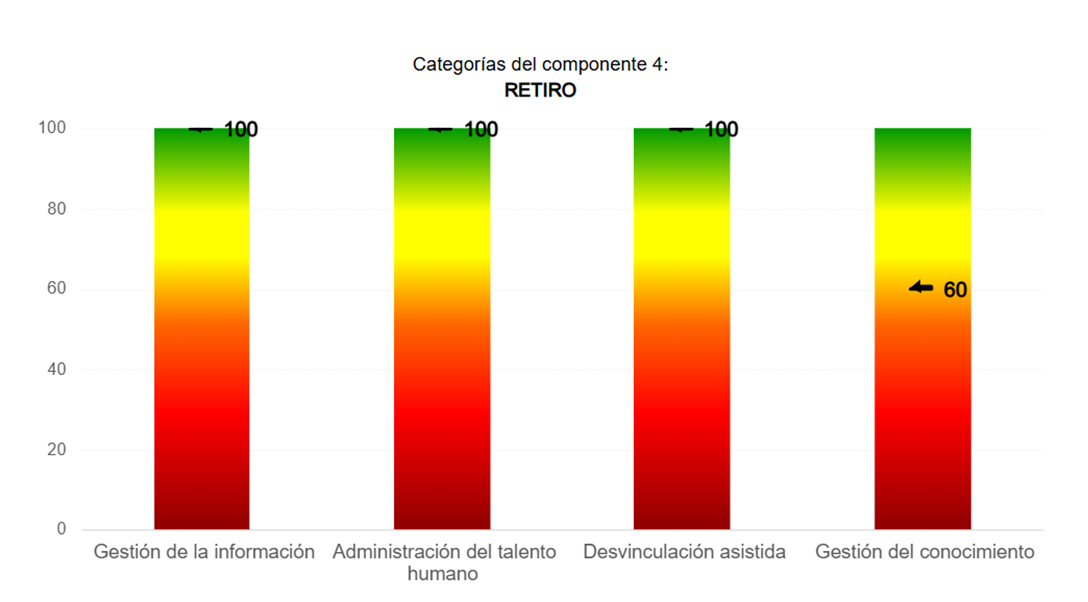 Categorías del componente 4:
RETIRO
100
80
60
40
20
0
100
100
100
60
Gestión de la información
Administración del talento
humano
Desvinculación asistida
Gestión del conocimiento